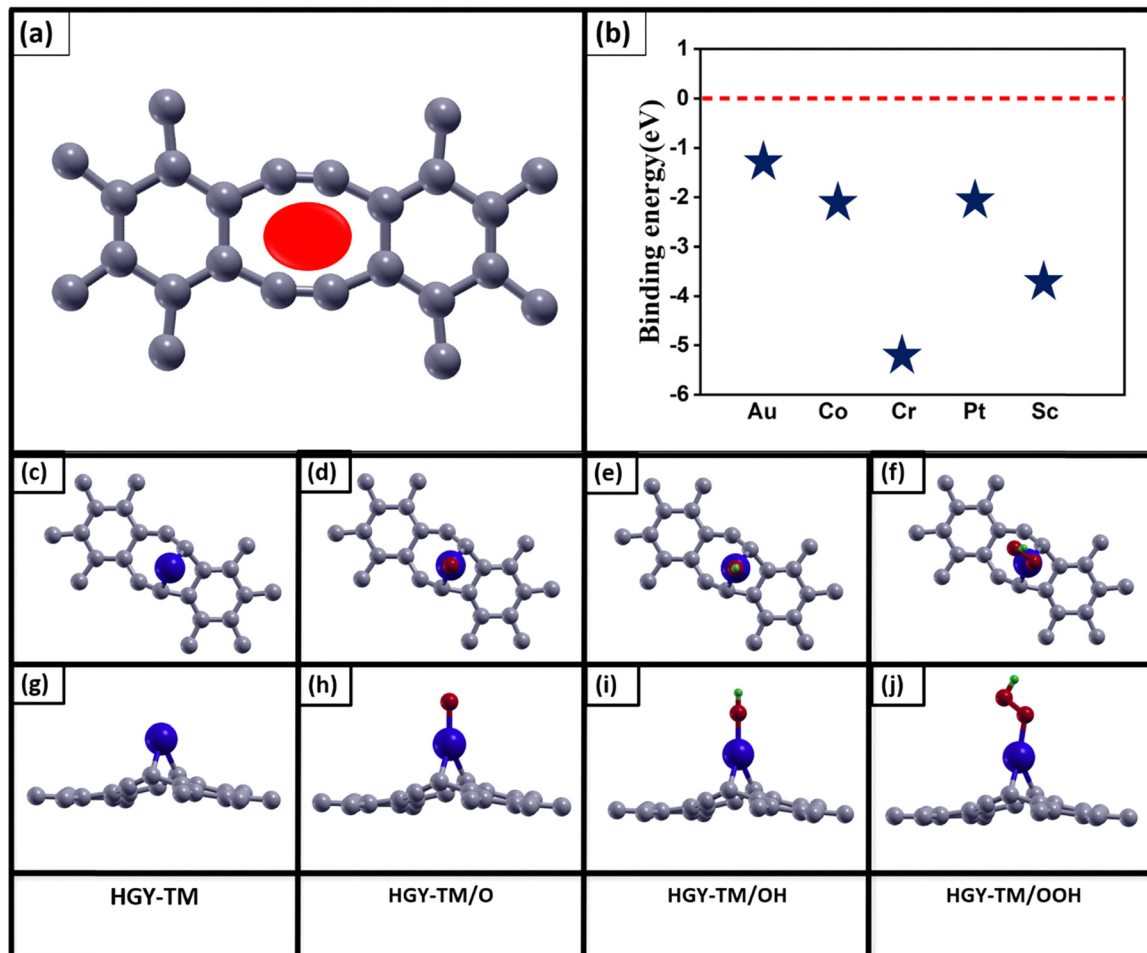 (a)
(b)
Binding energy(eV)
1
0
-1
-2
-3
-4
-5
-6
Au Co Cr Pt Sc
(c)
(d)
(e)
(f)
(g)
(h)
(i)
(j)
HGY-TM
HGY-TM/O
HGY-TM/OH
HGY-TM/OOH